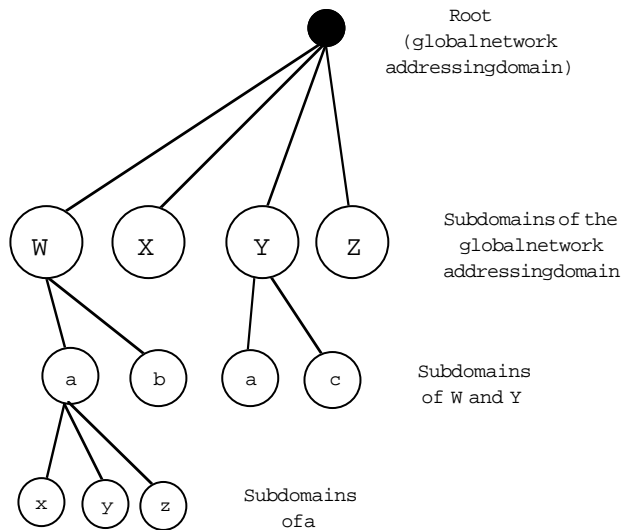 Root
(globalnetwork
addressingdomain)
W X Y Z
Subdomains of the
globalnetwork
addressingdomain
a b a c
Subdomains
of W and Y
x y z
Subdomains
ofa